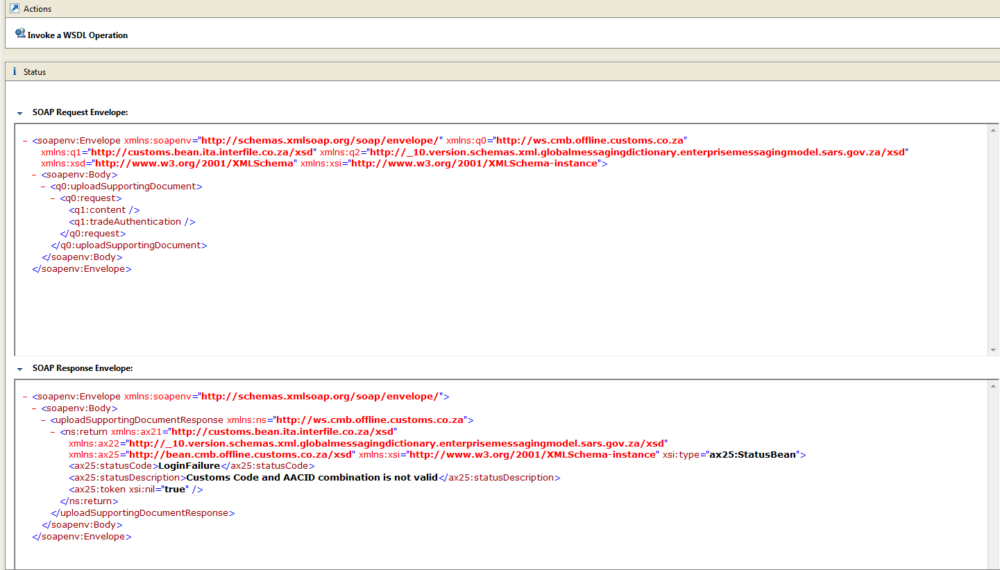 Actions
Invoke a WSDL Operation
i Status
SOAP Request Envelope:
- <soapenv:Envelope xmlns:soapenv="http://schemas.xmlsoap.org/soap/envelope/" xmlns:q0="http://ws.cmb.offline.customs.co.za"
xmlns:q1="http://customs.bean.ita.interfile.co.za/xsd" xmlns:q2="http://_10.version.schemas.xml.globalmessagingdictionary.enterprisemessagingmodel.sars.gov.za/xsd"
xmlns:xsd="http://www.w3.org/2001/XMLSchema" xmlns:xsi="http://www.w3.org/2001/XMLSchema-instance">
- <soapenv:Body>
- <q0:uploadSupportingDocument>
- <q0:request>
<q1:content />
<q1:tradeAuthentication />
</q0:request>
</q0:uploadSupportingDocument>
</soapenv:Body>
</soapenv:Envelope>
SOAP Response Envelope:
- <soapenv:Envelope xmlns:soapenv="http://schemas.xmlsoap.org/soap/envelope/">
- <soapenv:Body>
- <uploadSupportingDocumentResponse xmlns:ns="http://ws.cmb.offline.customs.co.za">
- <ns:return xmlns:ax21="http://customs.bean.ita.interfile.co.za/xsd"
xmlns:ax22="http://_10.version.schemas.xml.globalmessagingdictionary.enterprisemessagingmodel.sars.gov.za/xsd"
xmlns:ax25="http://bean.cmb.offline.customs.co.za/xsd" xmlns:xsi="http://www.w3.org/2001/XMLSchema-instance" xsi:type="ax25:StatusBean">
<ax25:statusCode>LoginFailure</ax25:statusCode>
<ax25:statusDescription>Customs Code and AACID combination is not valid</ax25:statusDescription>
<ax25:token xsi:nil="true" />
</ns:return>
</uploadSupportingDocumentResponse>
</soapenv:Body>
</soapenv:Envelope>